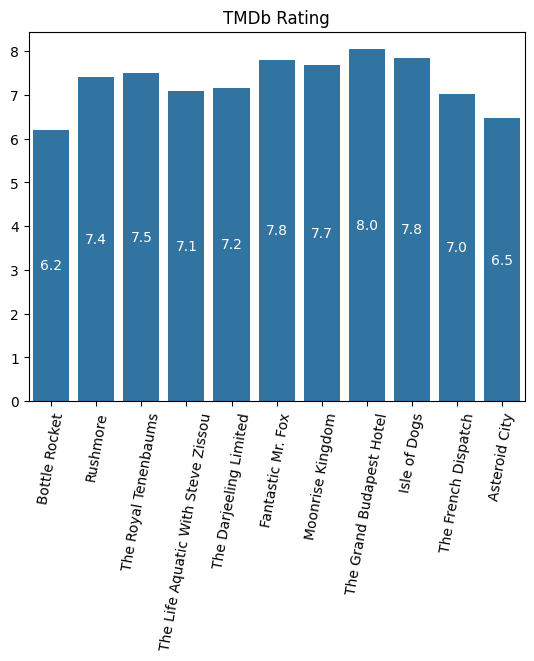 TMDb Rating
8
7
6
5
4
3
2
1
0
6.2
7.4
7.5
7.1
7.2
7.8
7.7
8.0
7.8
7.0
6.5
Bottle Rocket
Rushmore
The Royal Tenenbaums
The Life Aquatic With Steve Zissou
The Darjeeling Limited
Fantastic Mr. Fox
Moonrise Kingdom
The Grand Budapest Hotel
Isle of Dogs
The French Dispatch
Asteroid City